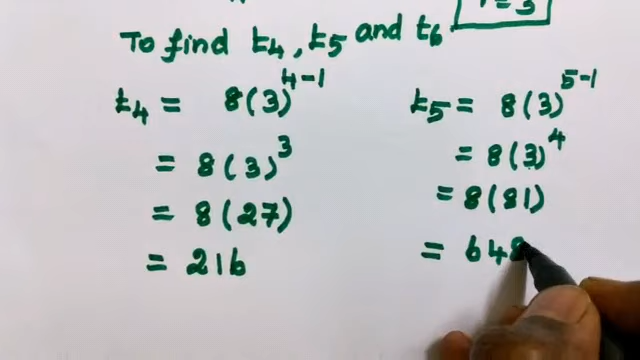 r = 3
To find t4, t5 and t6
t4 = 8(3)^4-1
= 8(3)^3
= 8(27)
= 216
t5 = 8(3)^5-1
= 8(3)^4
= 8(81)
= 648